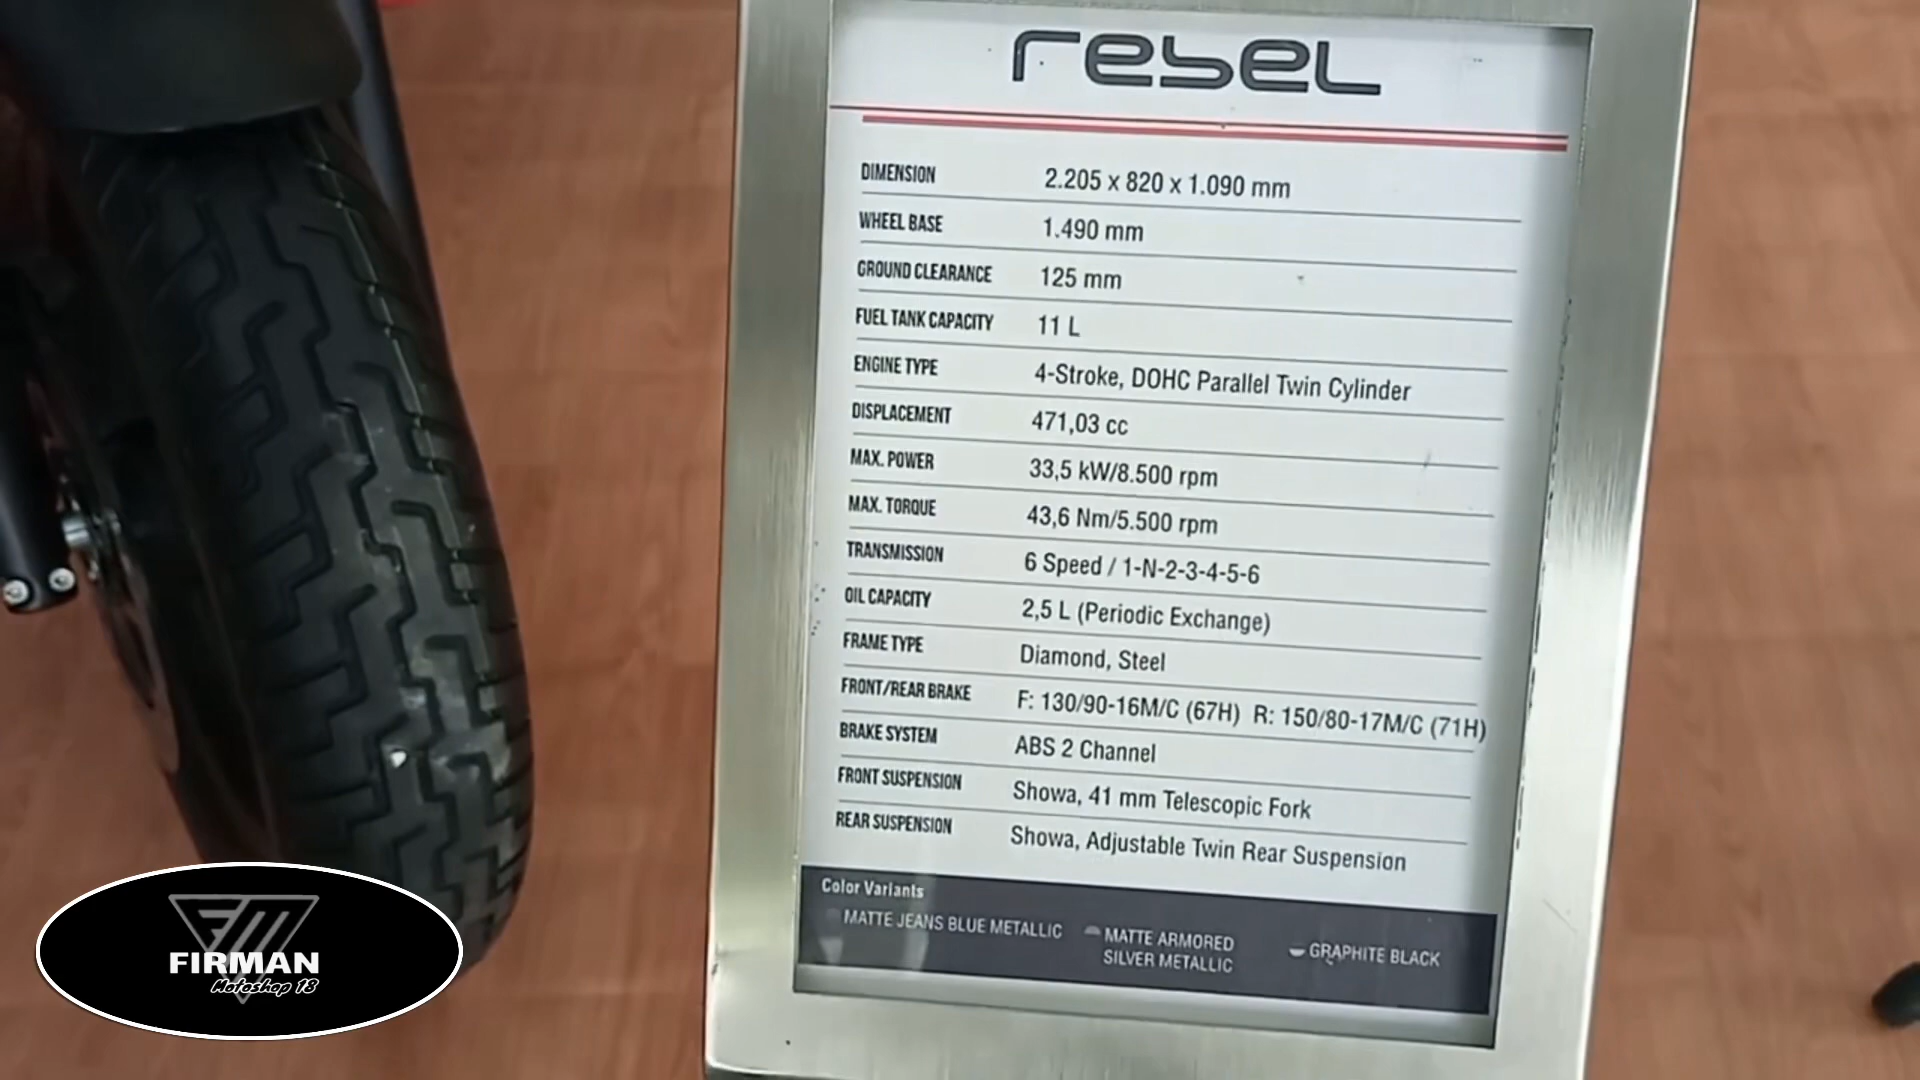 rebel
DIMENSION 2.205 x 820 x 1.090 mm
WHEEL BASE 1.490 mm
GROUND CLEARANCE 125 mm
FUEL TANK CAPACITY 11 L
ENGINE TYPE 4-Stroke, DOHC Parallel Twin Cylinder
DISPLACEMENT 471,03 cc
MAX. POWER 33,5 kW/8.500 rpm
MAX. TORQUE 43,6 Nm/5.500 rpm
TRANSMISSION 6 Speed / 1-N-2-3-4-5-6
OIL CAPACITY 2,5 L (Periodic Exchange)
FRAME TYPE Diamond, Steel
FRONT/REAR BRAKE F: 130/90-16M/C (67H) R: 150/80-17M/C (71H)
BRAKE SYSTEM ABS 2 Channel
FRONT SUSPENSION Showa, 41 mm Telescopic Fork
REAR SUSPENSION Showa, Adjustable Twin Rear Suspension
Color Variants
MATTE JEANS BLUE METALLIC
MATTE ARMORED
SILVER METALLIC
GRAPHITE BLACK
FM
FIRMAN
Motoshop 18